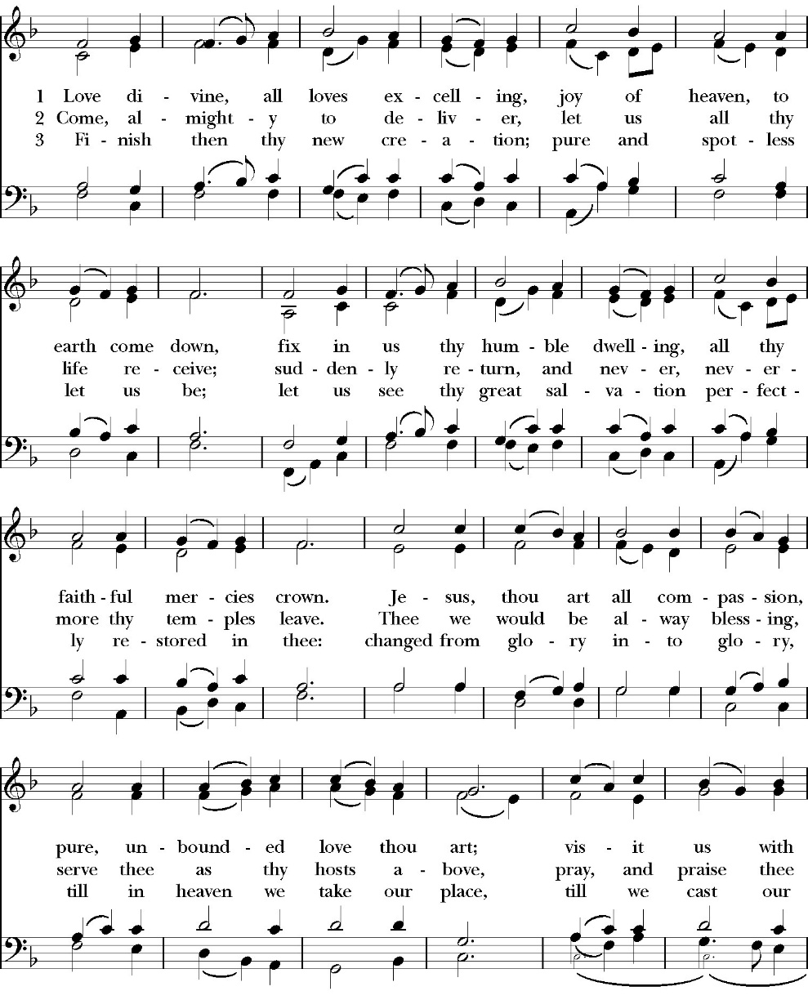 1 Love di - vine, all loves ex - cell - ing, joy of heaven, to
2 Come, al - might - y to de - liv - er, let us all thy
3 Fi - nish then thy new cre - a - tion; pure and spot - less
earth come down, fix in us thy hum - ble dwell - ing, all thy
life re - ceive; sud - den - ly re - turn, and nev - er, nev - er -
let us be; let us see thy great sal - va - tion per - fect -
faith - ful mer - cies crown. Je - sus, thou art all com - pas - sion,
more thy tem - ples leave. Thee we would be al - way bless - ing,
ly re - stored in thee: changed from glo - ry in - to glo - ry,
pure, un - bound - ed love thou art; vis - it us with
serve thee as thy hosts a - bove, pray, and praise thee
till in heaven we take our place, till we cast our